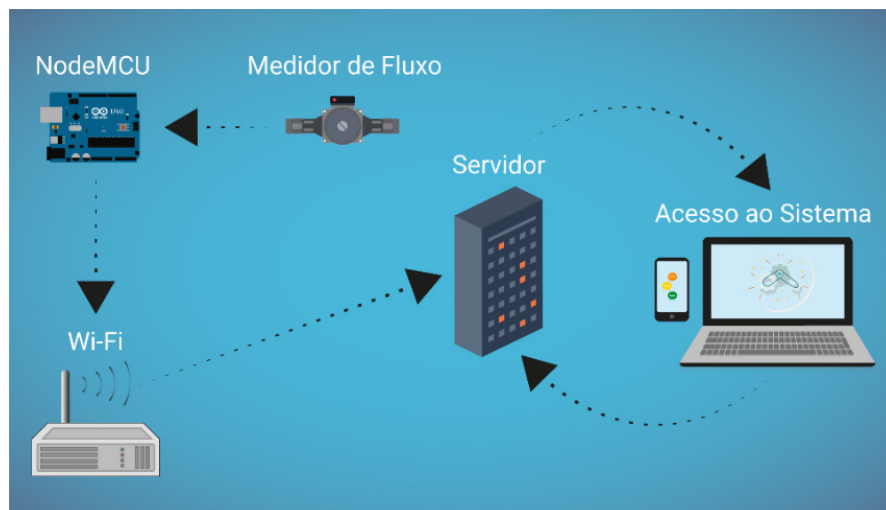 NodeMCU
Medidor de Fluxo
Servidor
Acesso ao Sistema
Wi-Fi